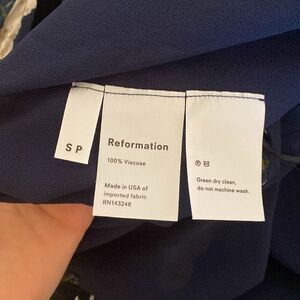 S P
Reformation
100% Viscose
Made in USA of
imported fabric
RN143248
Green dry clean,
do not machine wash.